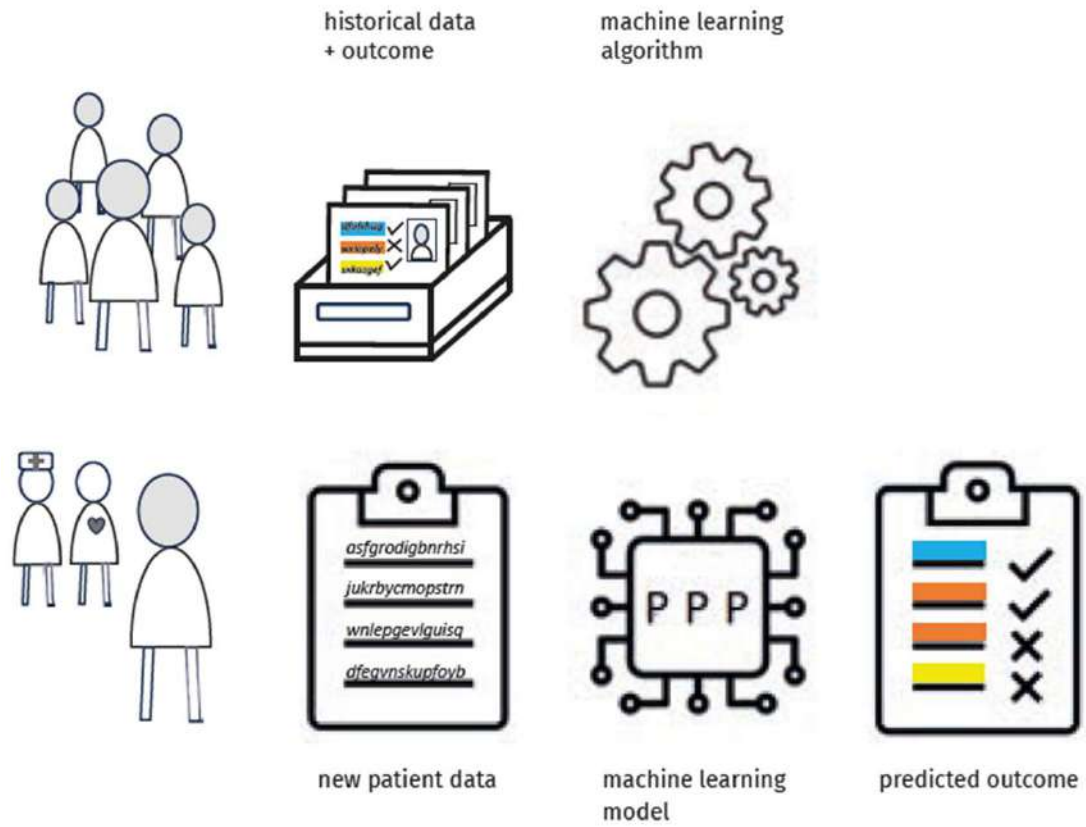 historical data
+ outcome
machine learning
algorithm
asfgrodigbnrhsi
jukrbycmopstrn
wnlepgevlguisq
dfegvnskupfoyb
P P P
new patient data
machine learning
model
predicted outcome